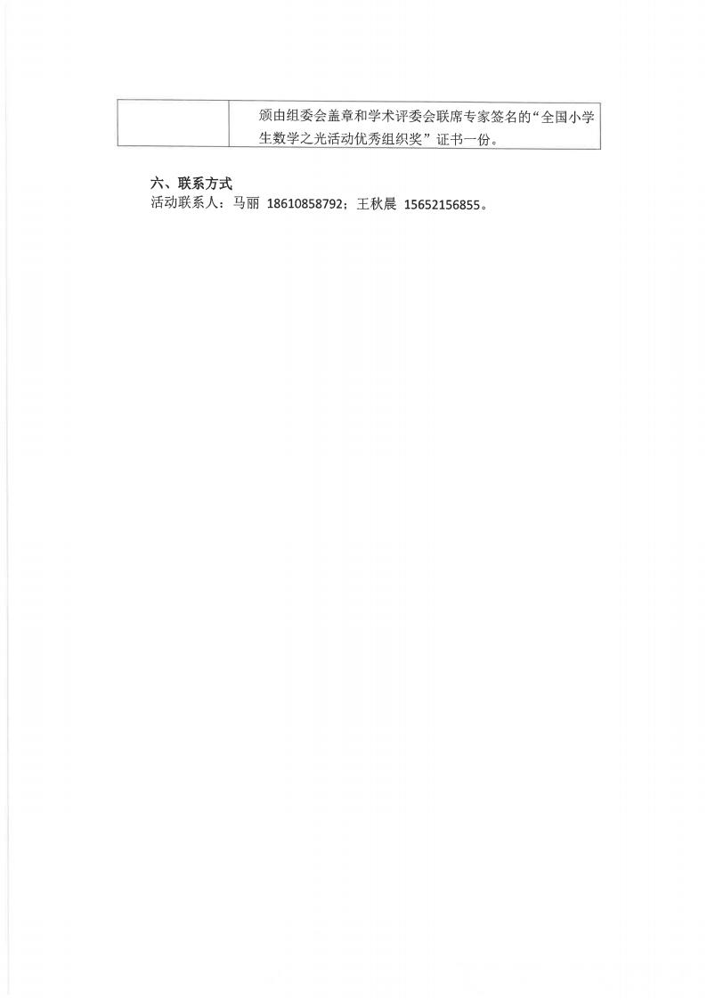 颁由组委会盖章和学术评委会联席专家签名的“全国小学
生数学之光活动优秀组织奖”证书一份。
六、联系方式
活动联系人：马丽 18610858792；王秋晨 15652156855。